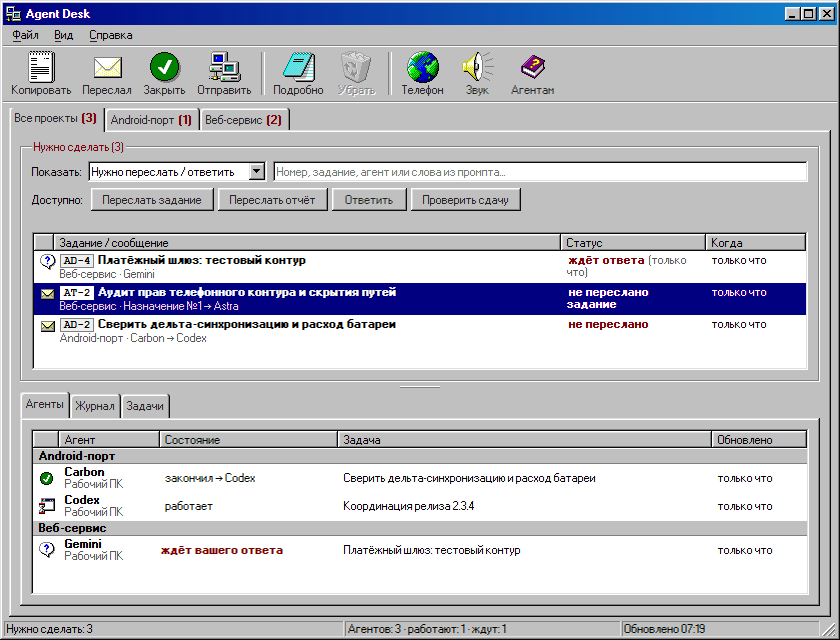 Agent Desk
Файл Вид Справка
Копировать Переслал Закрыть Отправить Подробно Убрать Телефон Звук Агентам
Все проекты (3) Android-порт (1) Веб-сервис (2)
Нужно сделать (3)
Показать: Нужно переслать / ответить Номер, задание, агент или слова из промпта...
Доступно: Переслать задание Переслать отчёт Ответить Проверить сдачу
Задание / сообщение Статус Когда
AD-4 Платёжный шлюз: тестовый контур ждёт ответа (только что) только что
Веб-сервис · Gemini
AT-2 Аудит прав телефонного контура и скрытия путей не переслано задание только что
Веб-сервис · Назначение №1 → Astra
AD-2 Сверить дельта-синхронизацию и расход батареи не переслано только что
Android-порт · Carbon → Codex
Агенты Журнал Задачи
Агент Состояние Задача Обновлено
Android-порт
Carbon закончил → Codex Сверить дельта-синхронизацию и расход батареи только что
Рабочий ПК
Codex работает Координация релиза 2.3.4 только что
Рабочий ПК
Веб-сервис
Gemini ждёт вашего ответа Платёжный шлюз: тестовый контур только что
Рабочий ПК
Нужно сделать: 3 Агентов: 3 · работают: 1 · ждут: 1 Обновлено 07:19